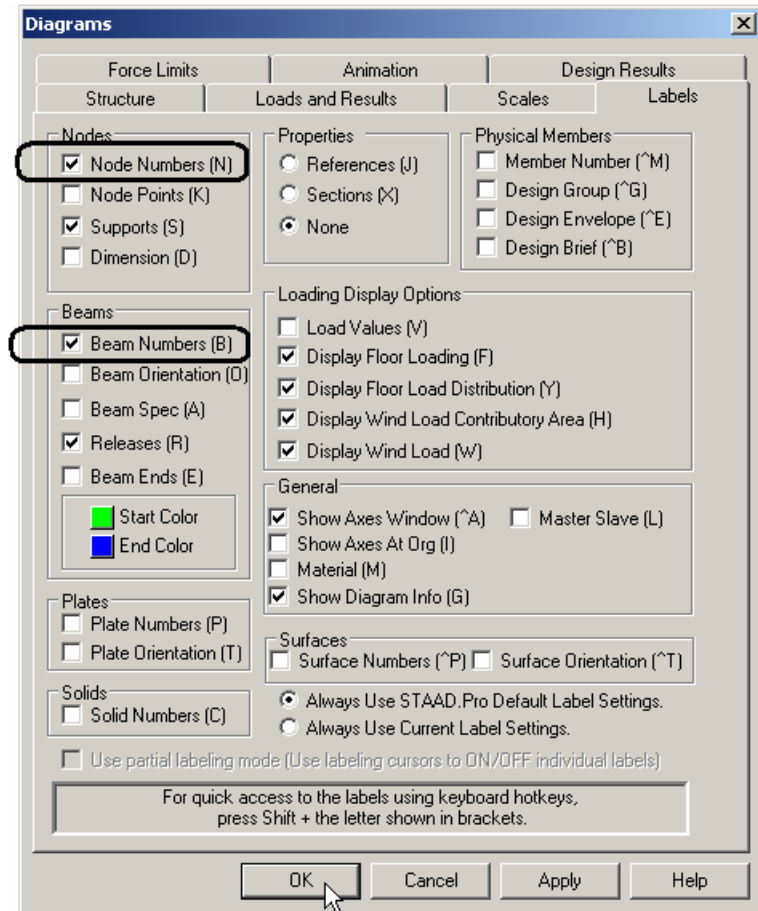 Diagrams
Force Limits
Animation
Design Results
Structure
Loads and Results
Scales
Labels
Nodes
Node Numbers (N)
Node Points (K)
Supports (S)
Dimension (D)
Properties
References (J)
Sections (X)
None
Physical Members
Member Number (^M)
Design Group (^G)
Design Envelope (^E)
Design Brief (^B)
Beams
Beam Numbers (B)
Beam Orientation (O)
Beam Spec (A)
Releases (R)
Beam Ends (E)
Start Color
End Color
Loading Display Options
Load Values (V)
Display Floor Loading (F)
Display Floor Load Distribution (Y)
Display Wind Load Contributory Area (H)
Display Wind Load (W)
General
Show Axes Window (^A)
Master Slave (L)
Show Axes At Org (I)
Material (M)
Show Diagram Info (G)
Plates
Plate Numbers (P)
Plate Orientation (T)
Surfaces
Surface Numbers (^P)
Surface Orientation (^T)
Solids
Solid Numbers (C)
Always Use STAAD.Pro Default Label Settings.
Always Use Current Label Settings.
Use partial labeling mode (Use labeling cursors to ON/OFF individual labels)
For quick access to the labels using keyboard hotkeys,
press Shift + the letter shown in brackets.
OK
Cancel
Apply
Help